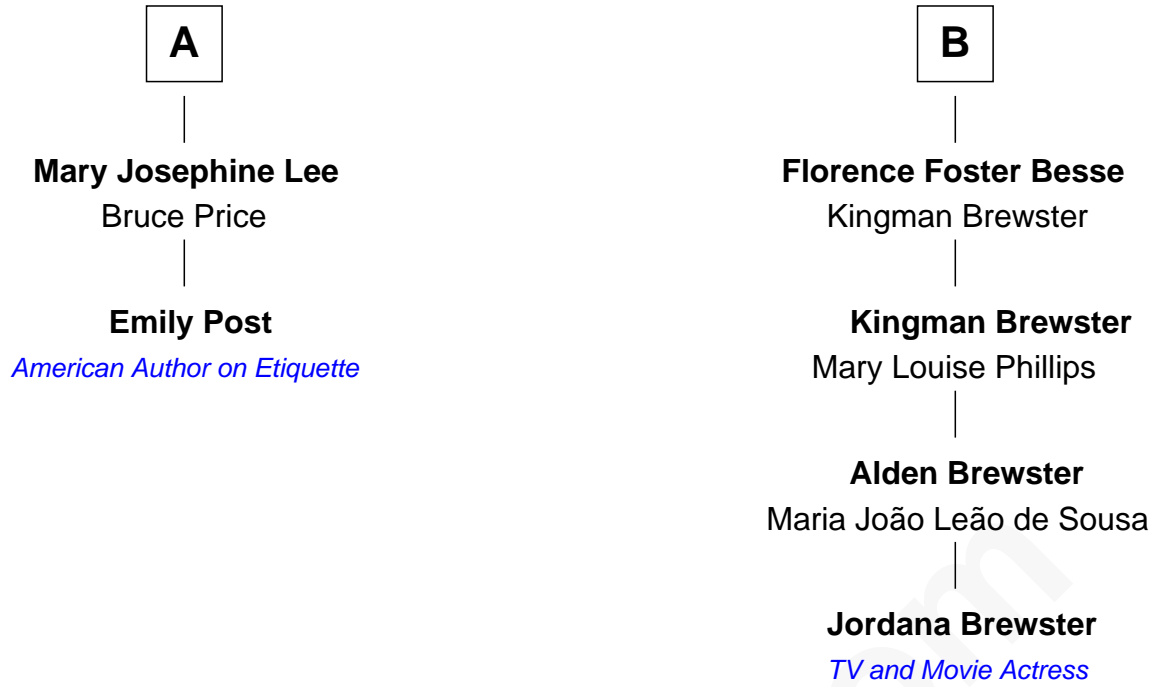 A
Mary Josephine Lee
Bruce Price
Emily Post
American Author on Etiquette
B
Florence Foster Besse
Kingman Brewster
Kingman Brewster
Mary Louise Phillips
Alden Brewster
Maria João Leão de Sousa
Jordana Brewster
TV and Movie Actress